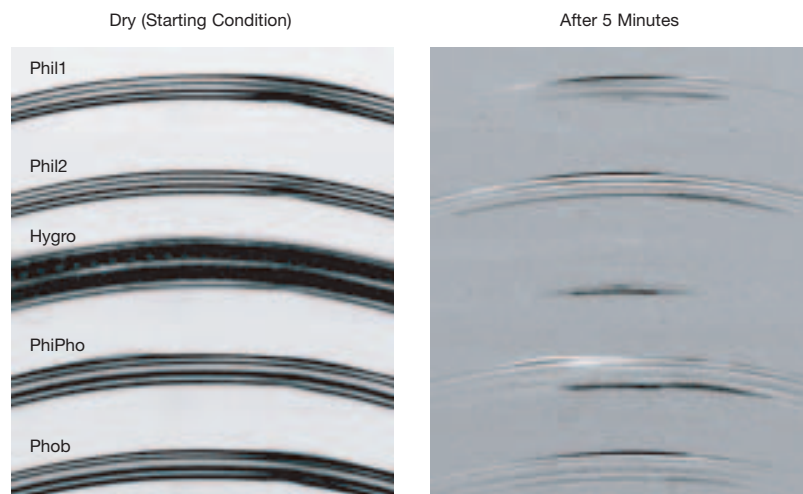 Dry (Starting Condition)
After 5 Minutes
Phil1
Phil2
Hygro
PhiPho
Phob